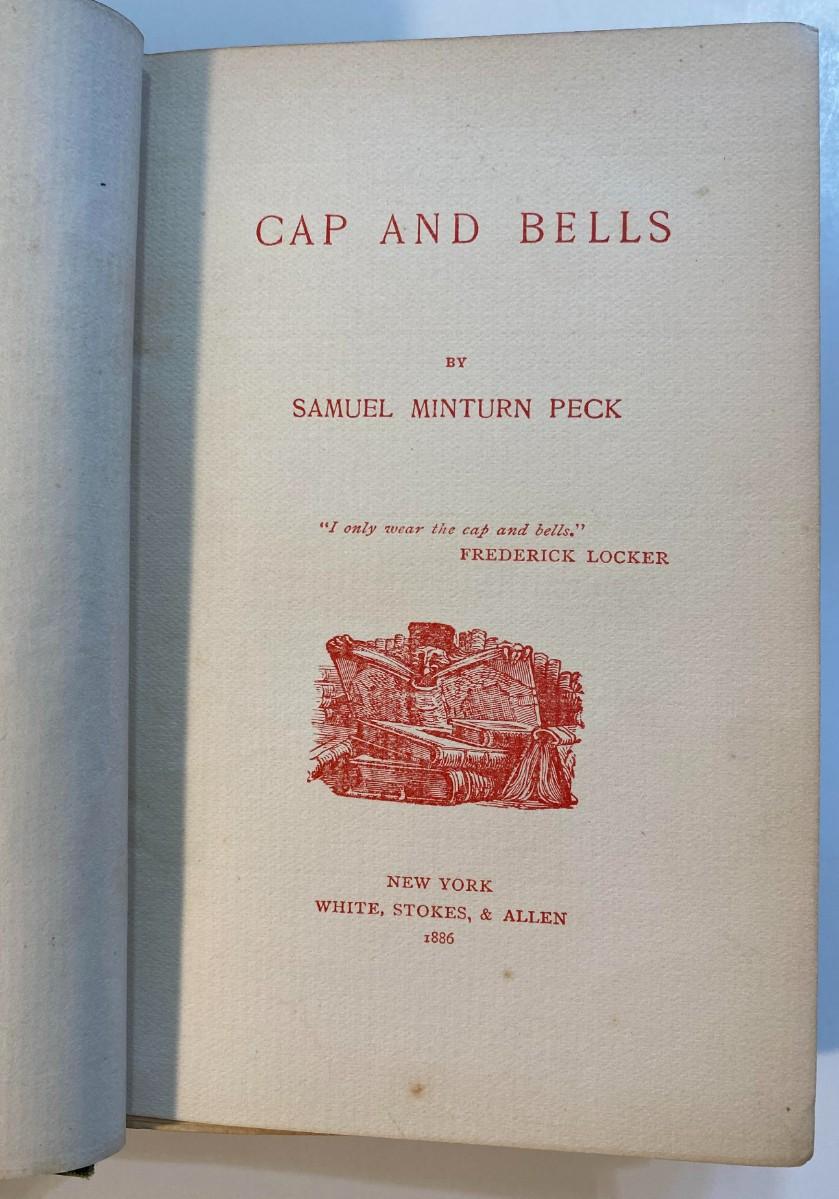 CAP AND BELLS
BY
SAMUEL MINTURN PECK
"I only wear the cap and bells."
FREDERICK LOCKER
NEW YORK
WHITE, STOKES, & ALLEN
1886